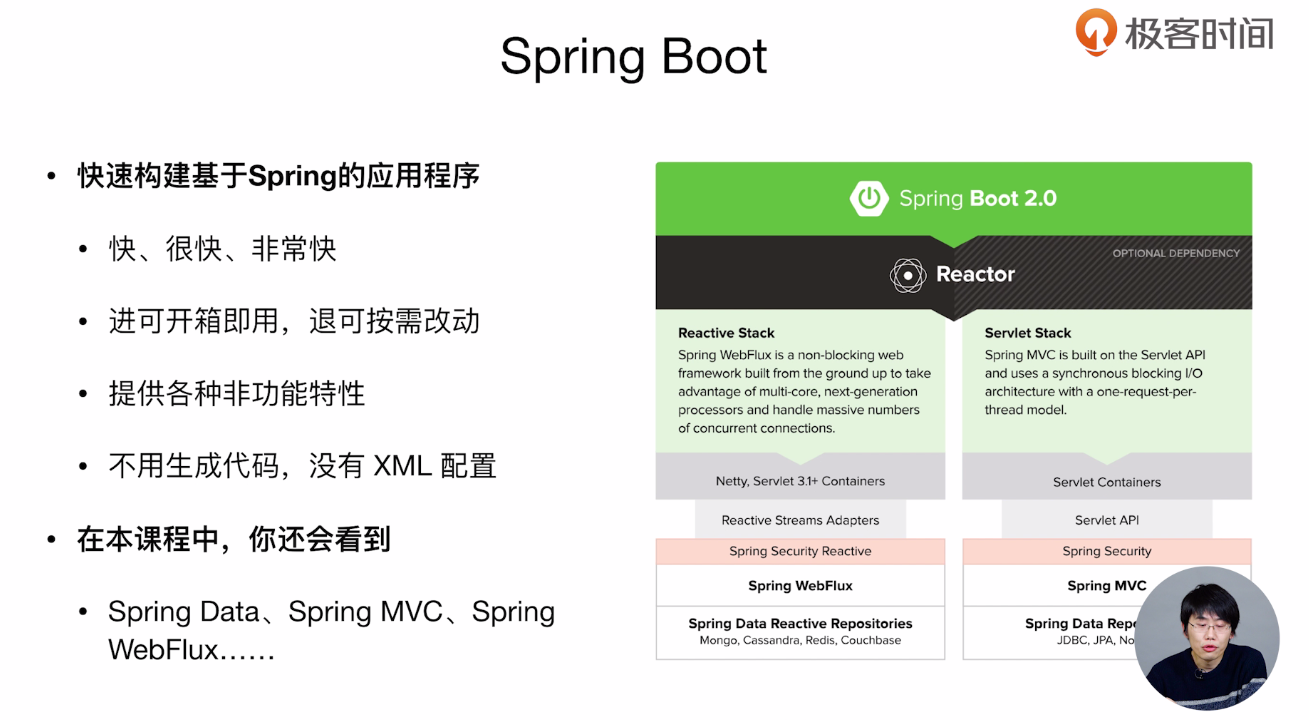 极客时间
Spring Boot
快速构建基于Spring的应用程序
快、很快、非常快
进可开箱即用，退可按需改动
提供各种非功能特性
不用生成代码，没有 XML 配置
在本课程中，你还会看到
Spring Data、Spring MVC、Spring
WebFlux……
Spring Boot 2.0
OPTIONAL DEPENDENCY
Reactor
Reactive Stack
Spring WebFlux is a non-blocking web
framework built from the ground up to take
advantage of multi-core, next-generation
processors and handle massive numbers
of concurrent connections.
Netty, Servlet 3.1+ Containers
Reactive Streams Adapters
Spring Security Reactive
Spring WebFlux
Spring Data Reactive Repositories
Mongo, Cassandra, Redis, Couchbase
Servlet Stack
Spring MVC is built on the Servlet API
and uses a synchronous blocking I/O
architecture with a one-request-per-
thread model.
Servlet Containers
Servlet API
Spring Security
Spring MVC
Spring Data
JDBC, JPA,